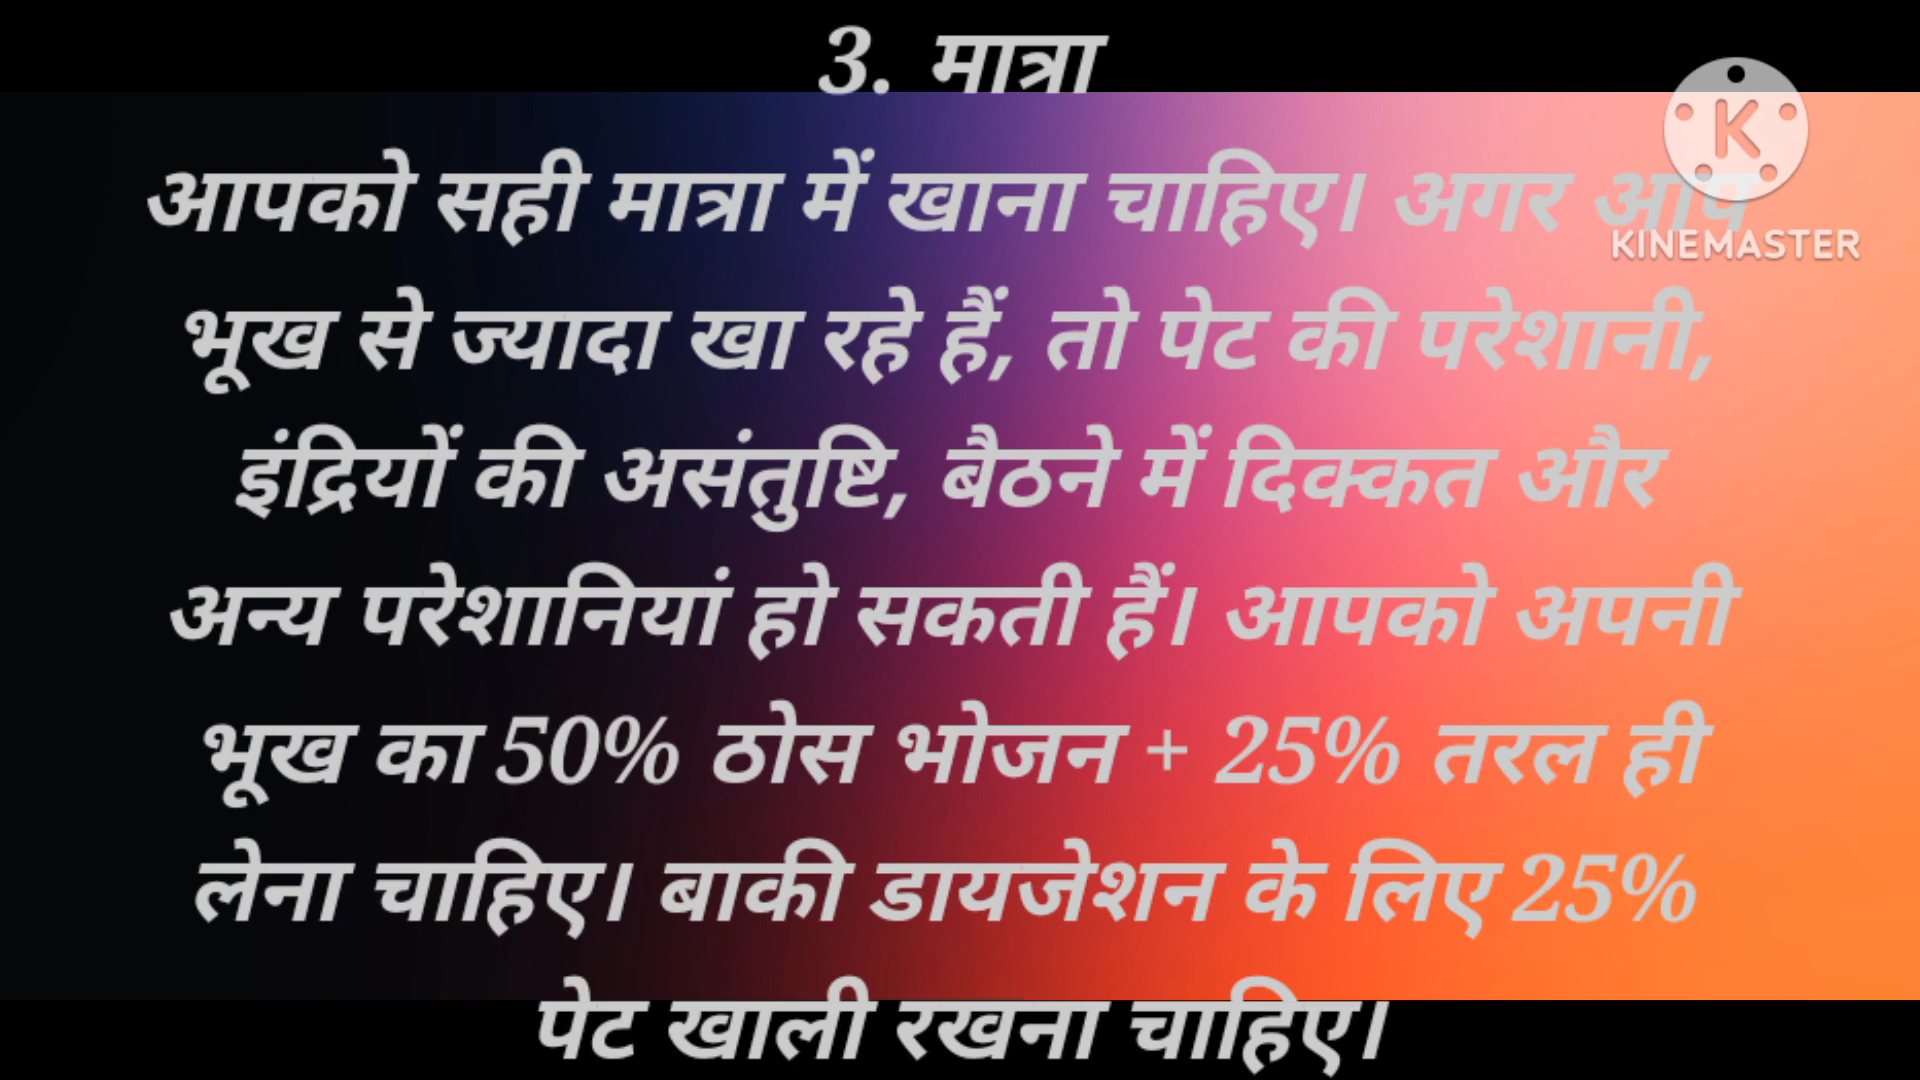 3. मात्रा
आपको सही मात्रा में खाना चाहिए। अगर आप
भूख से ज्यादा खा रहे हैं, तो पेट की परेशानी,
इंद्रियों की असंतुष्टि, बैठने में दिक्कत और
अन्य परेशानियां हो सकती हैं। आपको अपनी
भूख का 50% ठोस भोजन + 25% तरल ही
लेना चाहिए। बाकी डायजेशन के लिए 25%
पेट खाली रखना चाहिए।
K
KINEMASTER